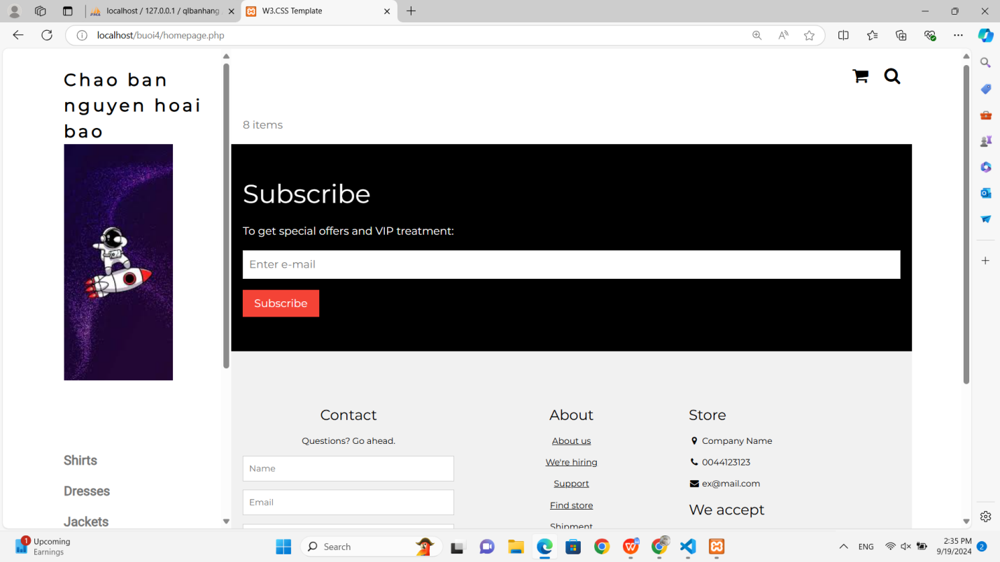 localhost / 127.0.0.1 / qlbanhang
W3.CSS Template
localhost/buoi4/homepage.php
Chao ban
nguyen hoai
bao
Shirts
Dresses
Jackets
8 items
Subscribe
To get special offers and VIP treatment:
Enter e-mail
Subscribe
Contact
Questions? Go ahead.
Name
Email
About
About us
We're hiring
Support
Find store
Shipment
Store
Company Name
0044123123
ex@mail.com
We accept
1
Upcoming
Earnings
Search
ENG
2:35 PM
9/19/2024
2